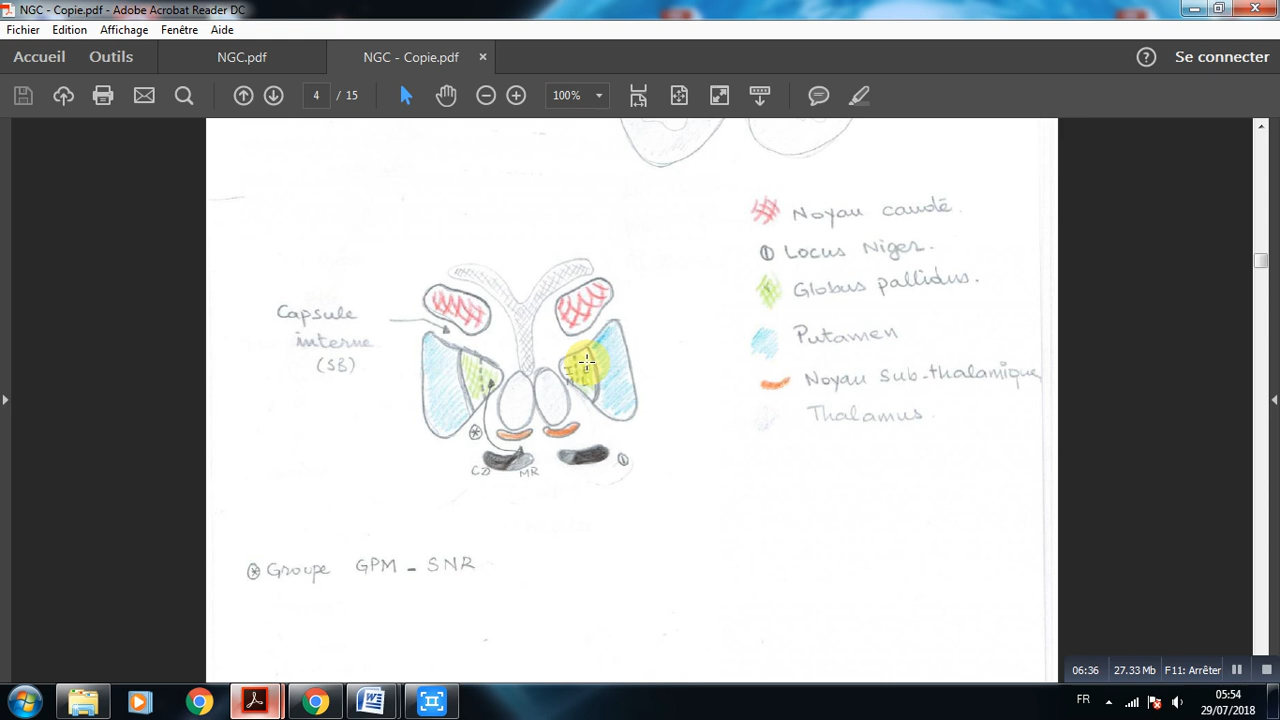 NGC - Copie.pdf - Adobe Acrobat Reader DC
Fichier Edition Affichage Fenêtre Aide
Accueil Outils NGC.pdf NGC - Copie.pdf × Se connecter
4 / 15 100%
Noyau caudé.
① Locus Niger.
Globus pallidus.
Putamen
Noyau sub-thalamique
Thalamus.
Capsule
interne
(SB)
①
MR
Groupe GPM - SNR
06:36 27.33 Mb F11: Arrêter
FR 05:54
29/07/2018